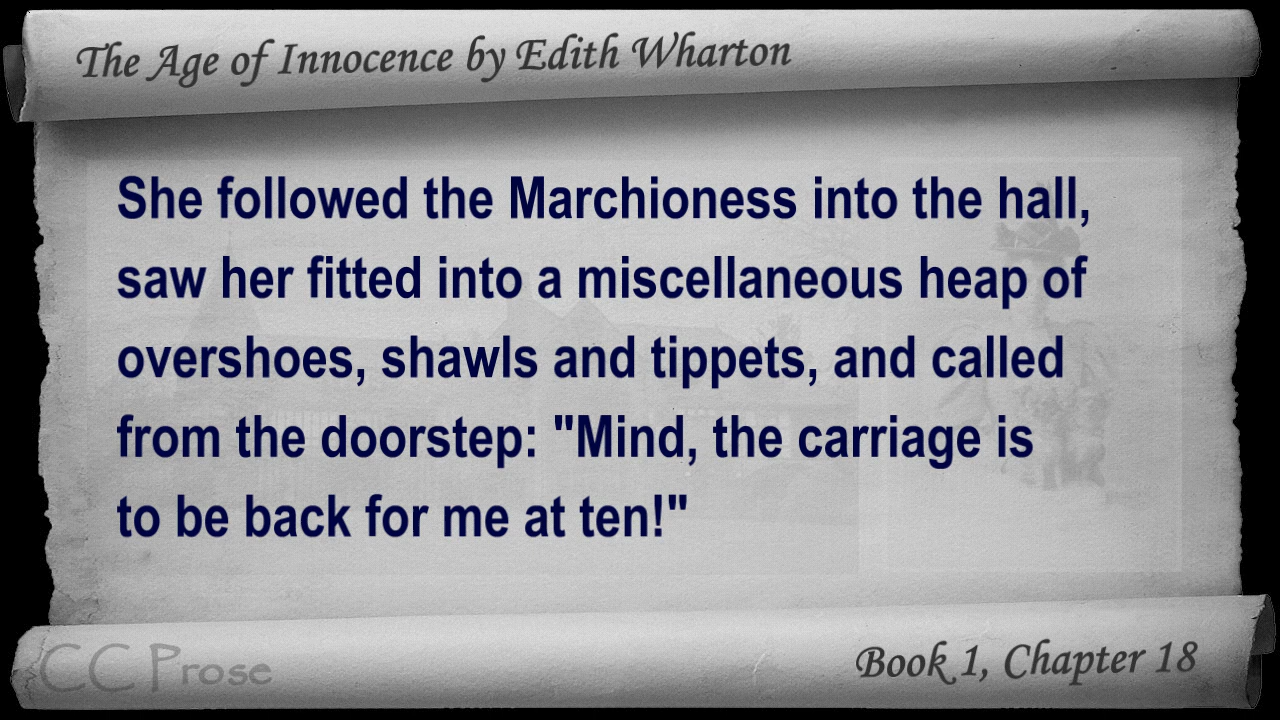 The Age of Innocence by Edith Wharton
She followed the Marchioness into the hall,
saw her fitted into a miscellaneous heap of
overshoes, shawls and tippets, and called
from the doorstep: "Mind, the carriage is
to be back for me at ten!"
CC Prose
Book 1, Chapter 18